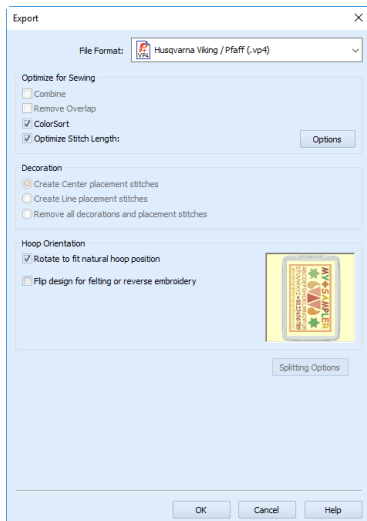 Export
File Format: VP4 Husqvarna Viking / Pfaff (.vp4)
Optimize for Sewing
Combine
Remove Overlap
ColorSort
Optimize Stitch Length: Options
Decoration
Create Center placement stitches
Create Line placement stitches
Remove all decorations and placement stitches
Hoop Orientation
Rotate to fit natural hoop position
Flip design for felting or reverse embroidery
MY SAMPLER
Splitting Options
OK Cancel Help